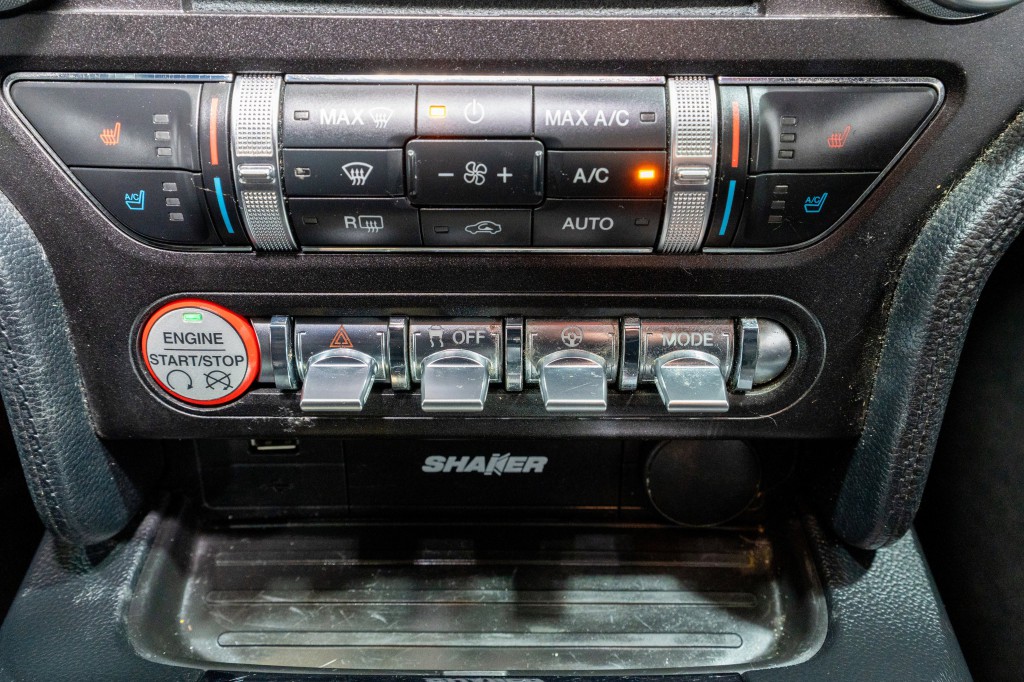 MAX
MAX A/C
A/C
− +
A/C
A/C
R
AUTO
ENGINE
START/STOP
OFF
MODE
SHAKER